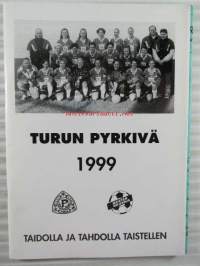 TURUN PYRKIVÄ
1999
P
TAIDOLLA JA TAHDOLLA TAISTELLEN